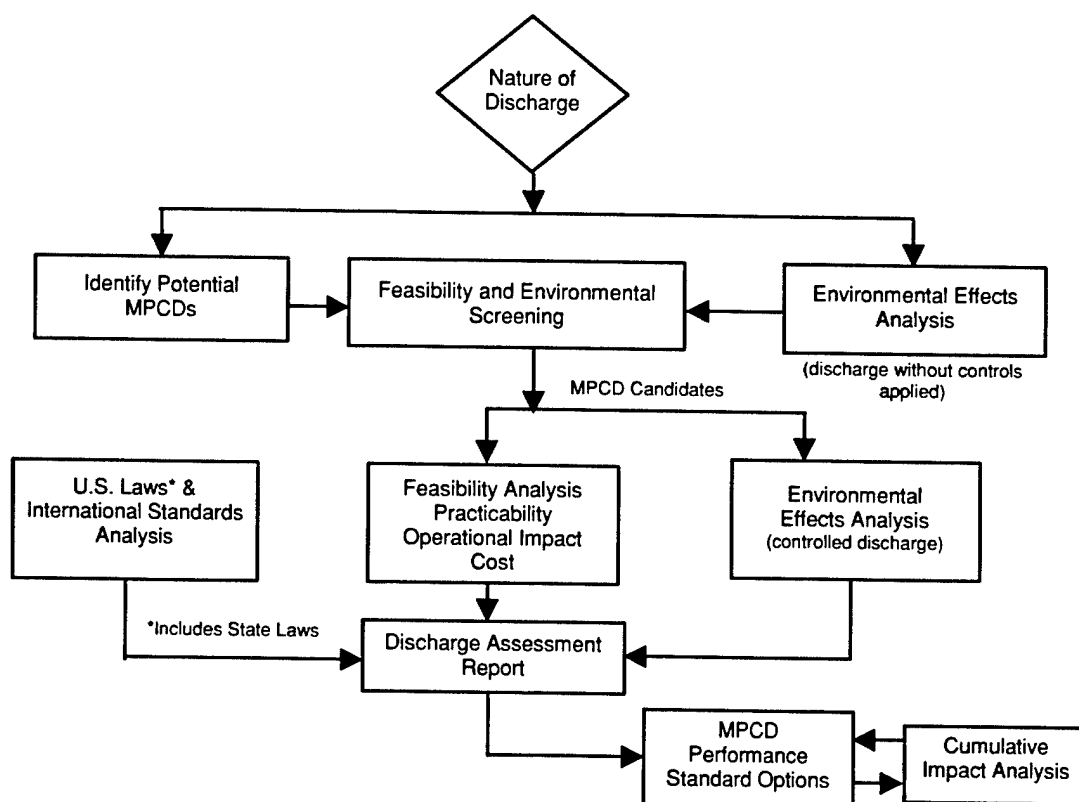 Nature of
Discharge
Identify Potential
MPCDs
Feasibility and Environmental
Screening
Environmental Effects
Analysis
(discharge without controls
applied)
MPCD Candidates
U.S. Laws* &
International Standards
Analysis
Feasibility Analysis
Practicability
Operational Impact
Cost
Environmental
Effects Analysis
(controlled discharge)
*Includes State Laws
Discharge Assessment
Report
MPCD
Performance
Standard Options
Cumulative
Impact Analysis